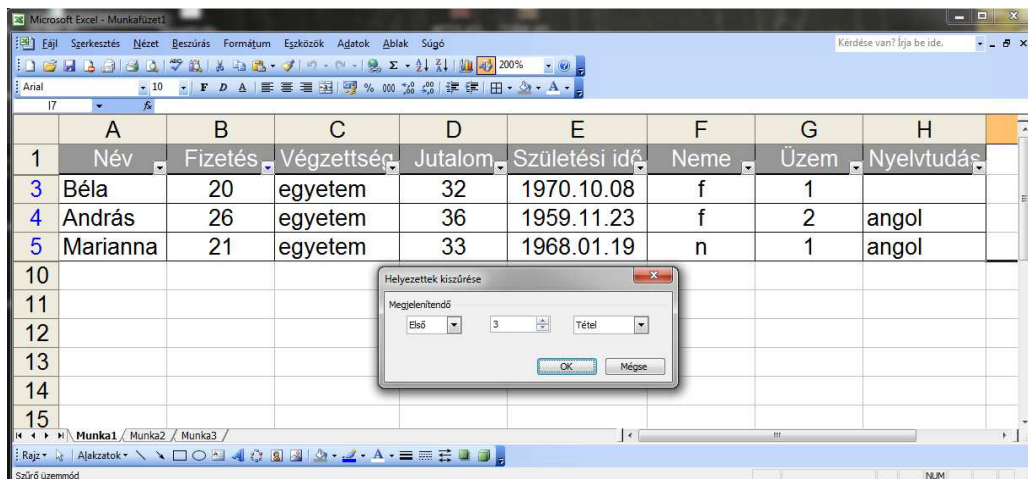 Microsoft Excel - Munkafüzet1
Fájl Szerkesztés Nézet Beszúrás Formátum Eszközök Adatok Ablak Súgó Kérdése van? Írja be ide.
200%
Arial 10 F D A % 000
I7 fx
A B C D E F G H
1 Név Fizetés Végzettség Jutalom Születési idő Neme Üzem Nyelvtudás
3 Béla 20 egyetem 32 1970.10.08 f 1
4 András 26 egyetem 36 1959.11.23 f 2 angol
5 Marianna 21 egyetem 33 1968.01.19 n 1 angol
10
Helyezettek kiszűrése
11
Megjelenítendő
12
Első 3 Tétel
13
OK Mégse
14
15
Munka1 / Munka2 / Munka3 /
Rajz Alakzatok
Szűrő üzemmód NUM